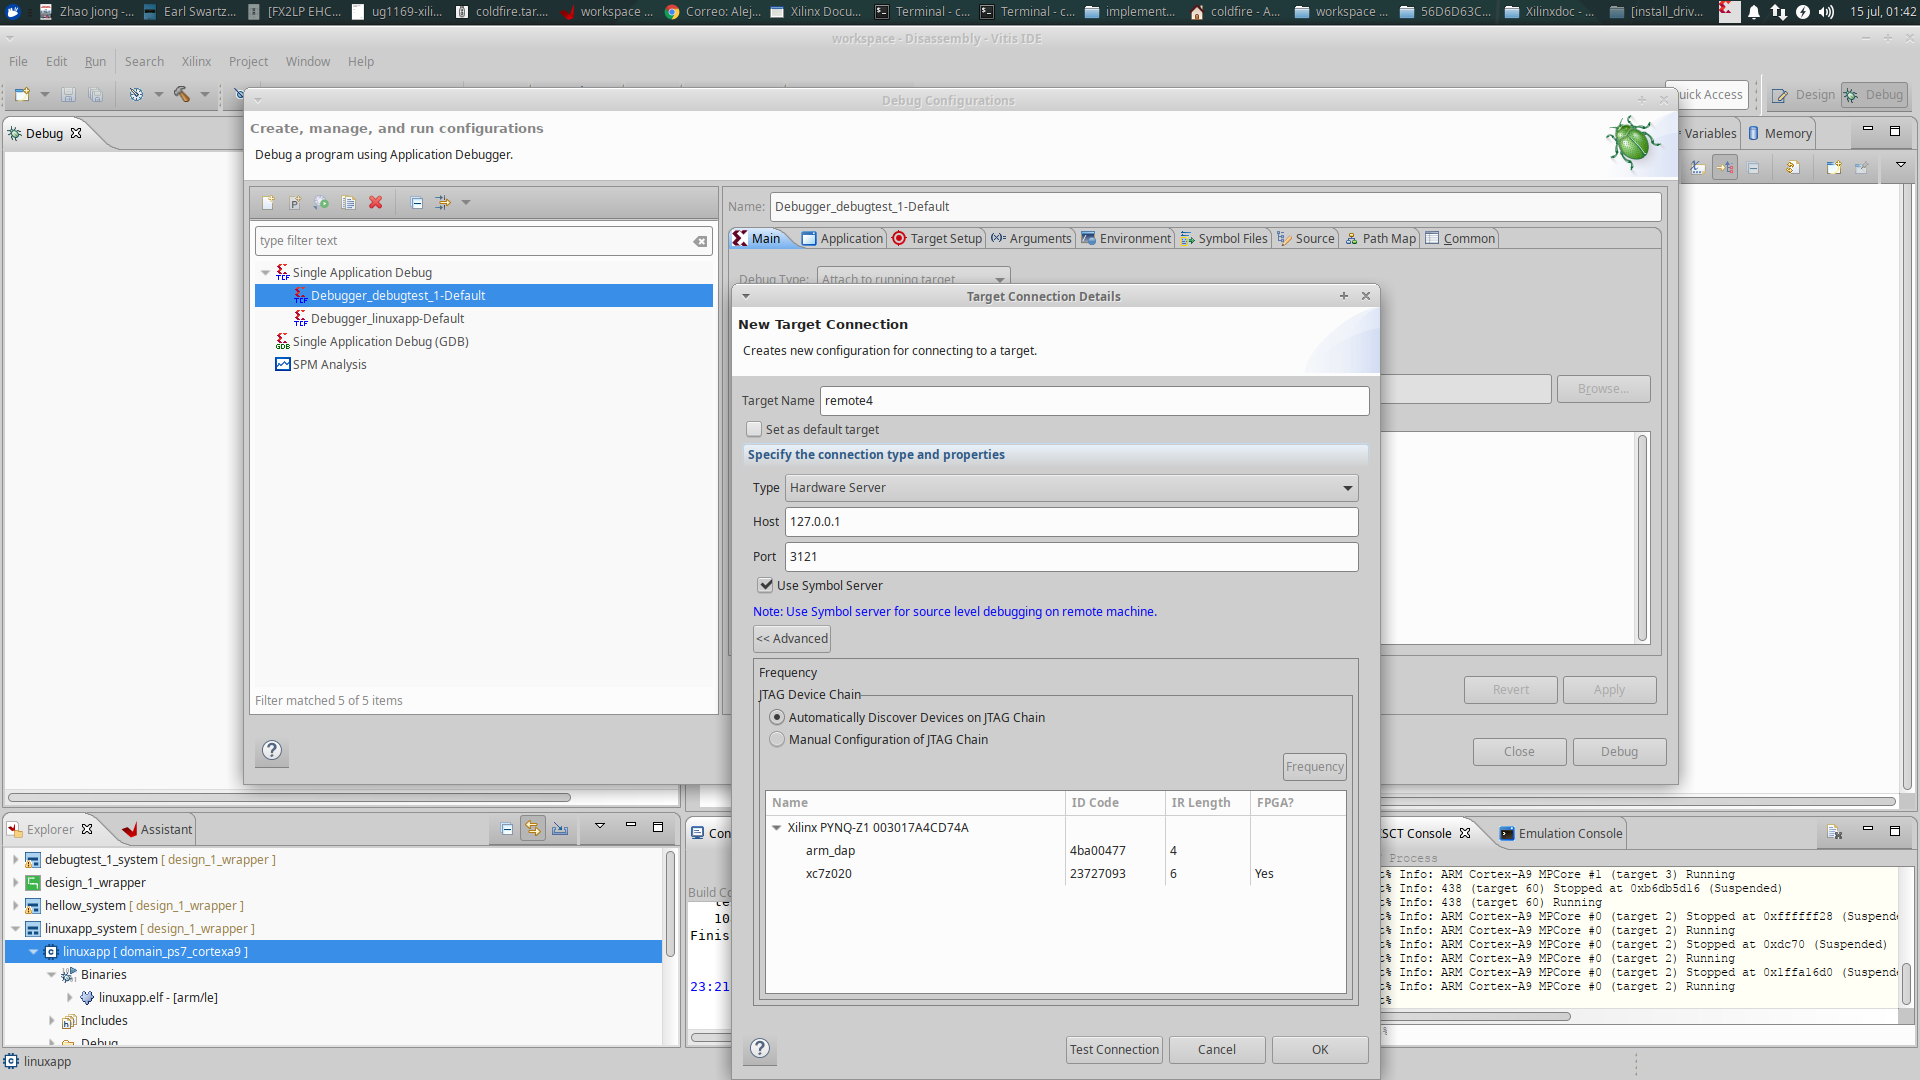 Zhao Jiong -...
Earl Swartz...
[FX2LP EHC...
ug1169-xili...
coldfire.tar....
workspace ...
Correo: Alej...
Xilinx Docu...
Terminal - c...
Terminal - c...
implement...
coldfire - A...
workspace ...
56D6D63C...
Xilinxdoc - ...
[install_driv...
15 jul, 01:42
workspace - Disassembly - Vitis IDE
File Edit Run Search Xilinx Project Window Help
uick Access
Design
Debug
Debug
Variables
Memory
Debug Configurations
Create, manage, and run configurations
Debug a program using Application Debugger.
type filter text
Single Application Debug
Debugger_debugtest_1-Default
Debugger_linuxapp-Default
Single Application Debug (GDB)
SPM Analysis
Filter matched 5 of 5 items
Name: Debugger_debugtest_1-Default
Main Application Target Setup Arguments Environment Symbol Files Source Path Map Common
Debug Type: Attach to running target
Browse...
Revert
Apply
Close
Debug
Target Connection Details
New Target Connection
Creates new configuration for connecting to a target.
Target Name remote4
Set as default target
Specify the connection type and properties
Type Hardware Server
Host 127.0.0.1
Port 3121
Use Symbol Server
Note: Use Symbol server for source level debugging on remote machine.
<< Advanced
Frequency
JTAG Device Chain
Automatically Discover Devices on JTAG Chain
Manual Configuration of JTAG Chain
Frequency
Name ID Code IR Length FPGA?
Xilinx PYNQ-Z1 003017A4CD74A
arm_dap 4ba00477 4
xc7z020 23727093 6 Yes
Test Connection
Cancel
OK
Explorer
Assistant
debugtest_1_system [ design_1_wrapper ]
design_1_wrapper
hellow_system [ design_1_wrapper ]
linuxapp_system [ design_1_wrapper ]
linuxapp [ domain_ps7_cortexa9 ]
Binaries
linuxapp.elf - [arm/le]
Includes
Debug
linuxapp
Con
Build Co
te
10
Finis
23:21
SCT Console
Emulation Console
Process
% Info: ARM Cortex-A9 MPCore #1 (target 3) Running
% Info: 438 (target 60) Stopped at 0xb6db5d16 (Suspended)
% Info: 438 (target 60) Running
% Info: ARM Cortex-A9 MPCore #0 (target 2) Stopped at 0xffffff28 (Suspend
% Info: ARM Cortex-A9 MPCore #0 (target 2) Running
% Info: ARM Cortex-A9 MPCore #0 (target 2) Stopped at 0xdc70 (Suspended)
% Info: ARM Cortex-A9 MPCore #0 (target 2) Running
% Info: ARM Cortex-A9 MPCore #0 (target 2) Stopped at 0x1ffa16d0 (Suspend
% Info: ARM Cortex-A9 MPCore #0 (target 2) Running
%
%